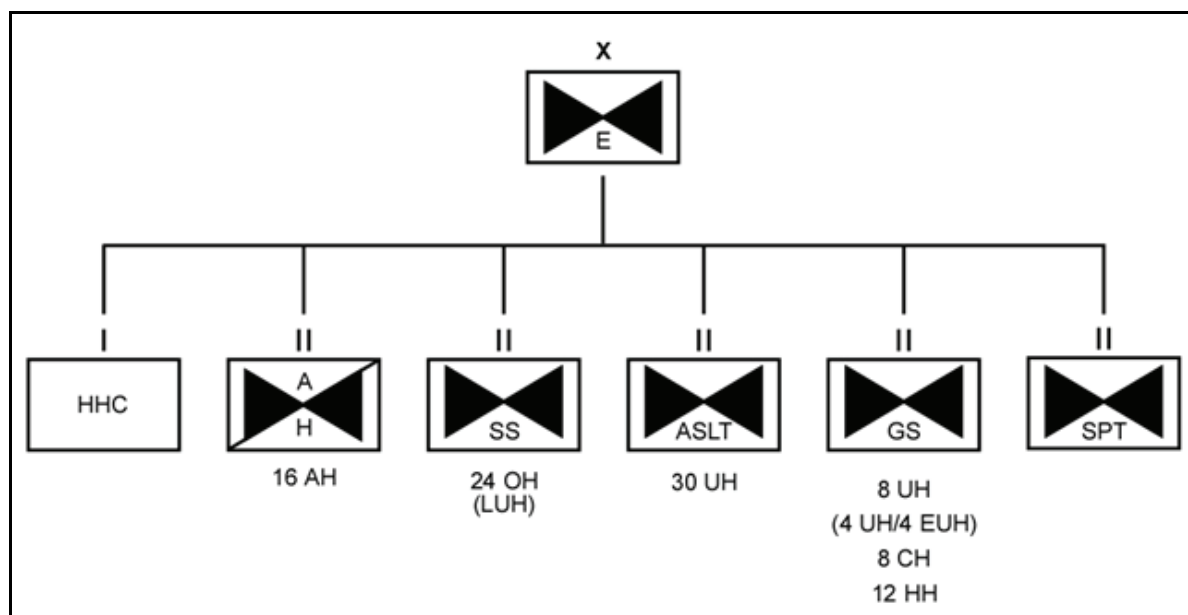 X
E
I
II
II
II
II
II
HHC
A
H
SS
ASLT
GS
SPT
16 AH
24 OH
(LUH)
30 UH
8 UH
(4 UH/4 EUH)
8 CH
12 HH